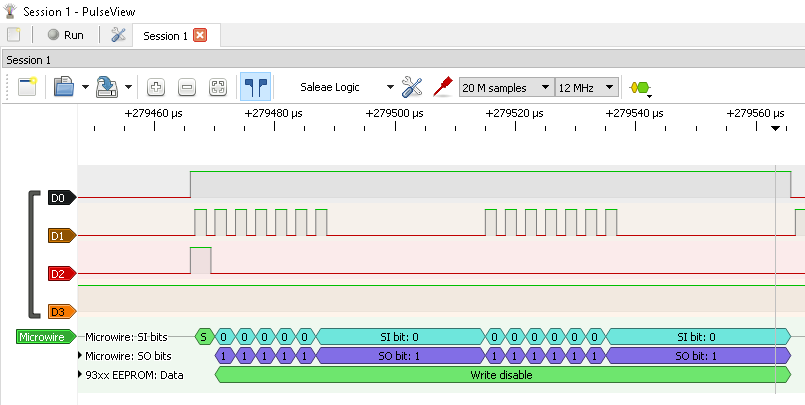 Session 1 - PulseView
Run
Session 1
Session 1
Saleae Logic
20 M samples
12 MHz
+279460 µs +279480 µs +279500 µs +279520 µs +279540 µs +279560 µs
D0
D1
D2
D3
Microwire Microwire: SI bits S 0 0 0 0 0 SI bit: 0 0 0 0 0 0 0 SI bit: 0
Microwire: SO bits 1 1 1 1 1 SO bit: 1 1 1 1 1 1 1 SO bit: 1
93xx EEPROM: Data Write disable